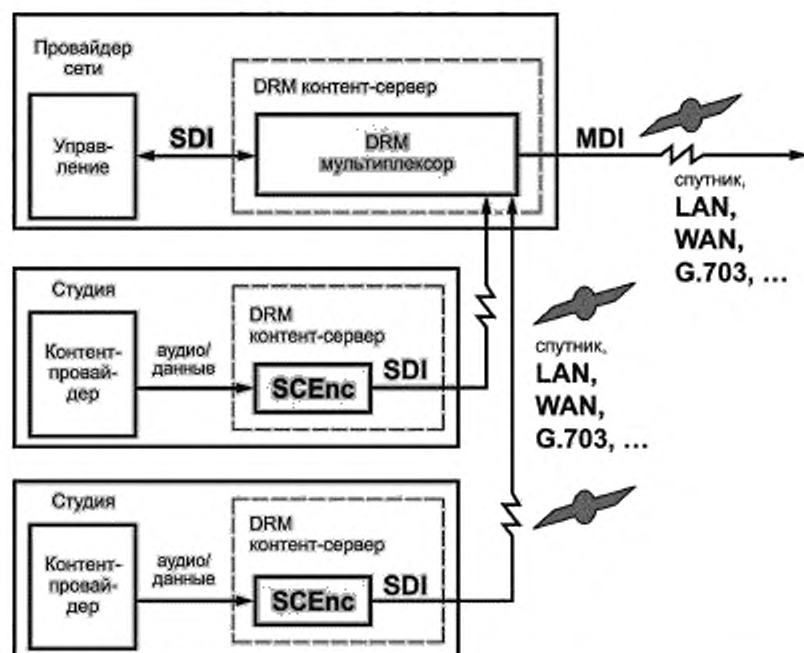 Провайдер
сети
DRM контент-сервер
Управ-
ление
SDI
DRM
мультиплексор
MDI
спутник,
LAN,
WAN,
G.703, ...
Студия
DRM
контент-сервер
Контент-
провай-
дер
аудио/
данные
SCEnc
SDI
спутник,
LAN,
WAN,
G.703, ...
Студия
DRM
контент-сервер
Контент-
провай-
дер
аудио/
данные
SCEnc
SDI